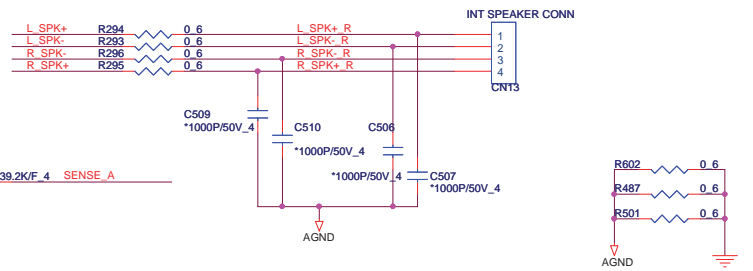 INT SPEAKER CONN
L_SPK+ R294 0_6 L_SPK+_R 1
L_SPK- R293 0_6 L_SPK-_R 2
R_SPK- R296 0_6 R_SPK-_R 3
R_SPK+ R295 0_6 R_SPK+_R 4
CN13
C509
*1000P/50V_4
C510
*1000P/50V_4
C506
*1000P/50V_4
C507
*1000P/50V_4
39.2K/F_4 SENSE_A
AGND
R602 0_6
R487 0_6
R501 0_6
AGND